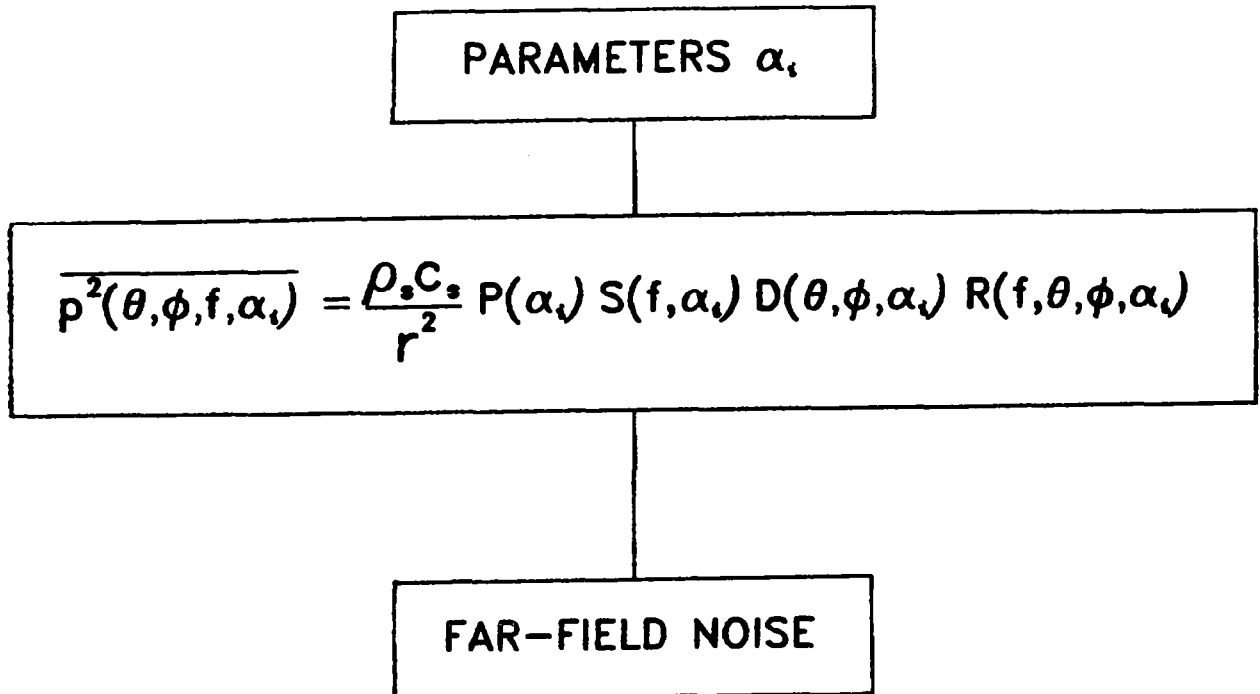 PARAMETERS αᵢ
p²(θ,ϕ,f,αᵢ) = ρₛcₛ/r² P(αᵢ) S(f,αᵢ) D(θ,ϕ,αᵢ) R(f,θ,ϕ,αᵢ)
FAR–FIELD NOISE